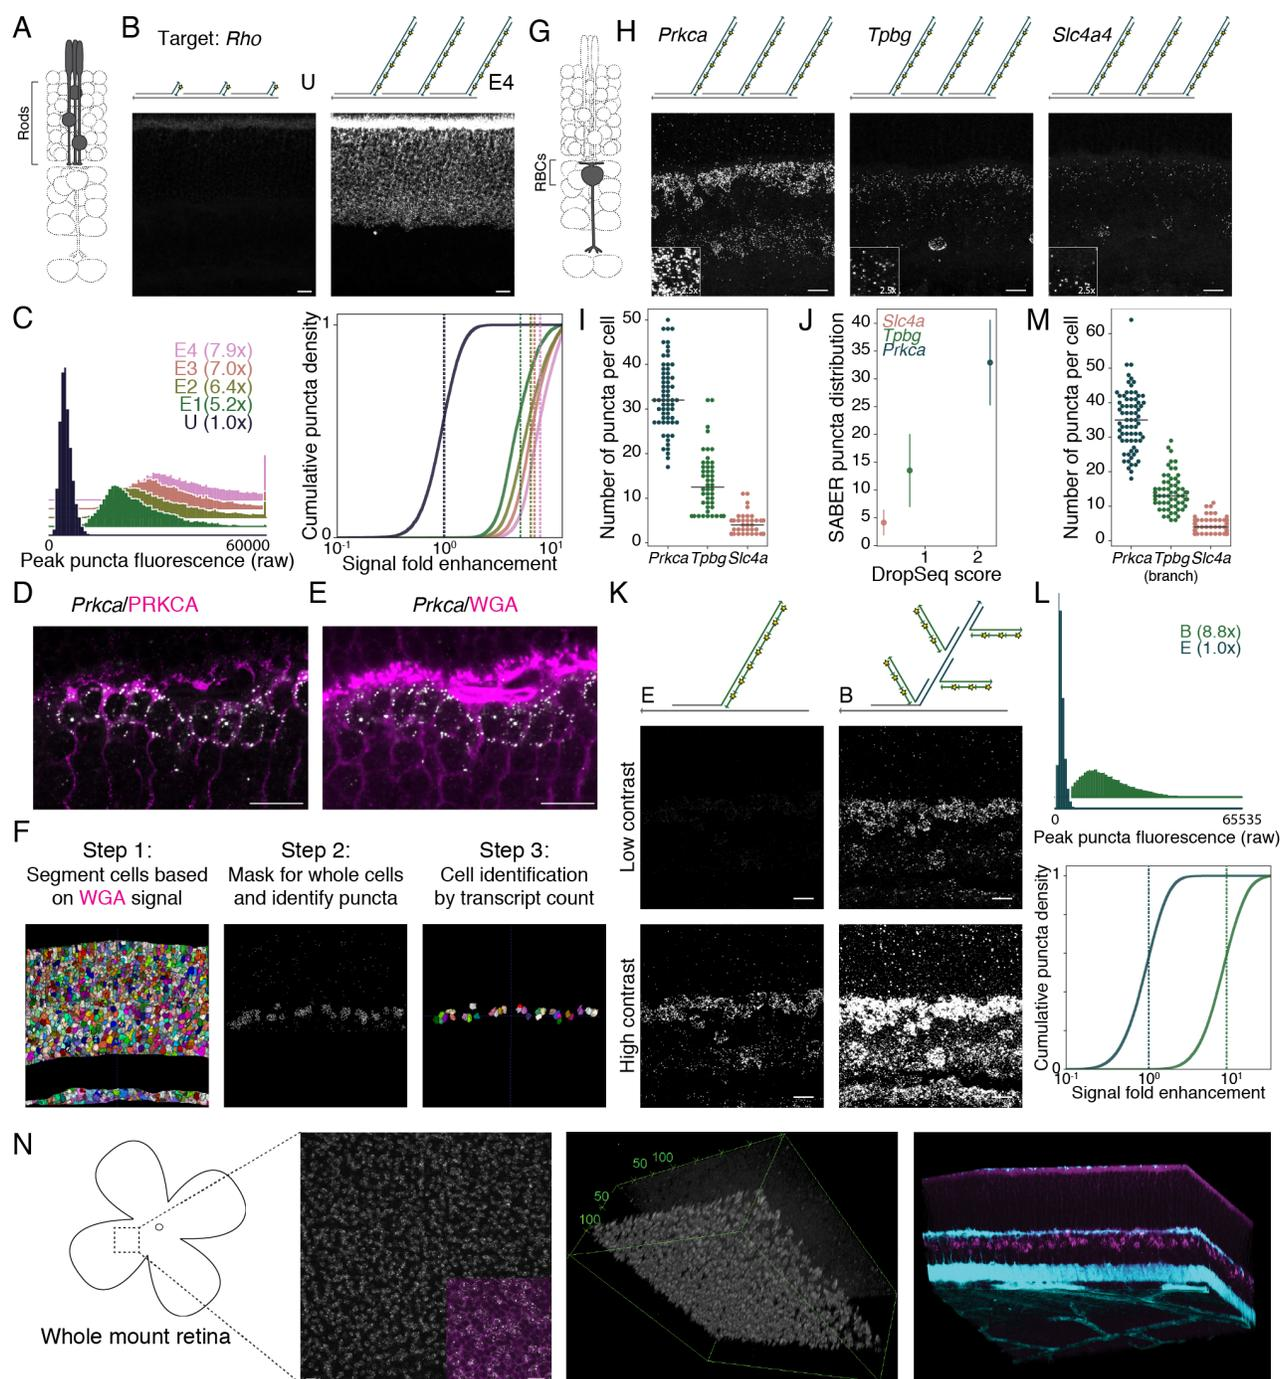 A
Rods
B
Target: Rho
U
E4
G
RBCs
H
Prkca
Tpbg
Slc4a4
2.5x
2.5x
2.5x
C
E4 (7.9x)
E3 (7.0x)
E2 (6.4x)
E1(5.2x)
U (1.0x)
0
60000
Peak puncta fluorescence (raw)
Cumulative puncta density
1
0
10-1
100
101
Signal fold enhancement
I
Number of puncta per cell
50
40
30
20
10
0
Prkca Tpbg Slc4a
J
Slc4a
Tpbg
Prkca
SABER puncta distribution
40
35
30
25
20
15
10
5
0
1
2
DropSeq score
M
Number of puncta per cell
60
50
40
30
20
10
0
Prkca Tpbg Slc4a
(branch)
D
Prkca/PRKCA
E
Prkca/WGA
F
Step 1:
Segment cells based
on WGA signal
Step 2:
Mask for whole cells
and identify puncta
Step 3:
Cell identification
by transcript count
K
E
B
Low contrast
High contrast
L
B (8.8x)
E (1.0x)
0
65535
Peak puncta fluorescence (raw)
Cumulative puncta density
1
0
10-1
100
101
Signal fold enhancement
N
Whole mount retina
50
100
50
100